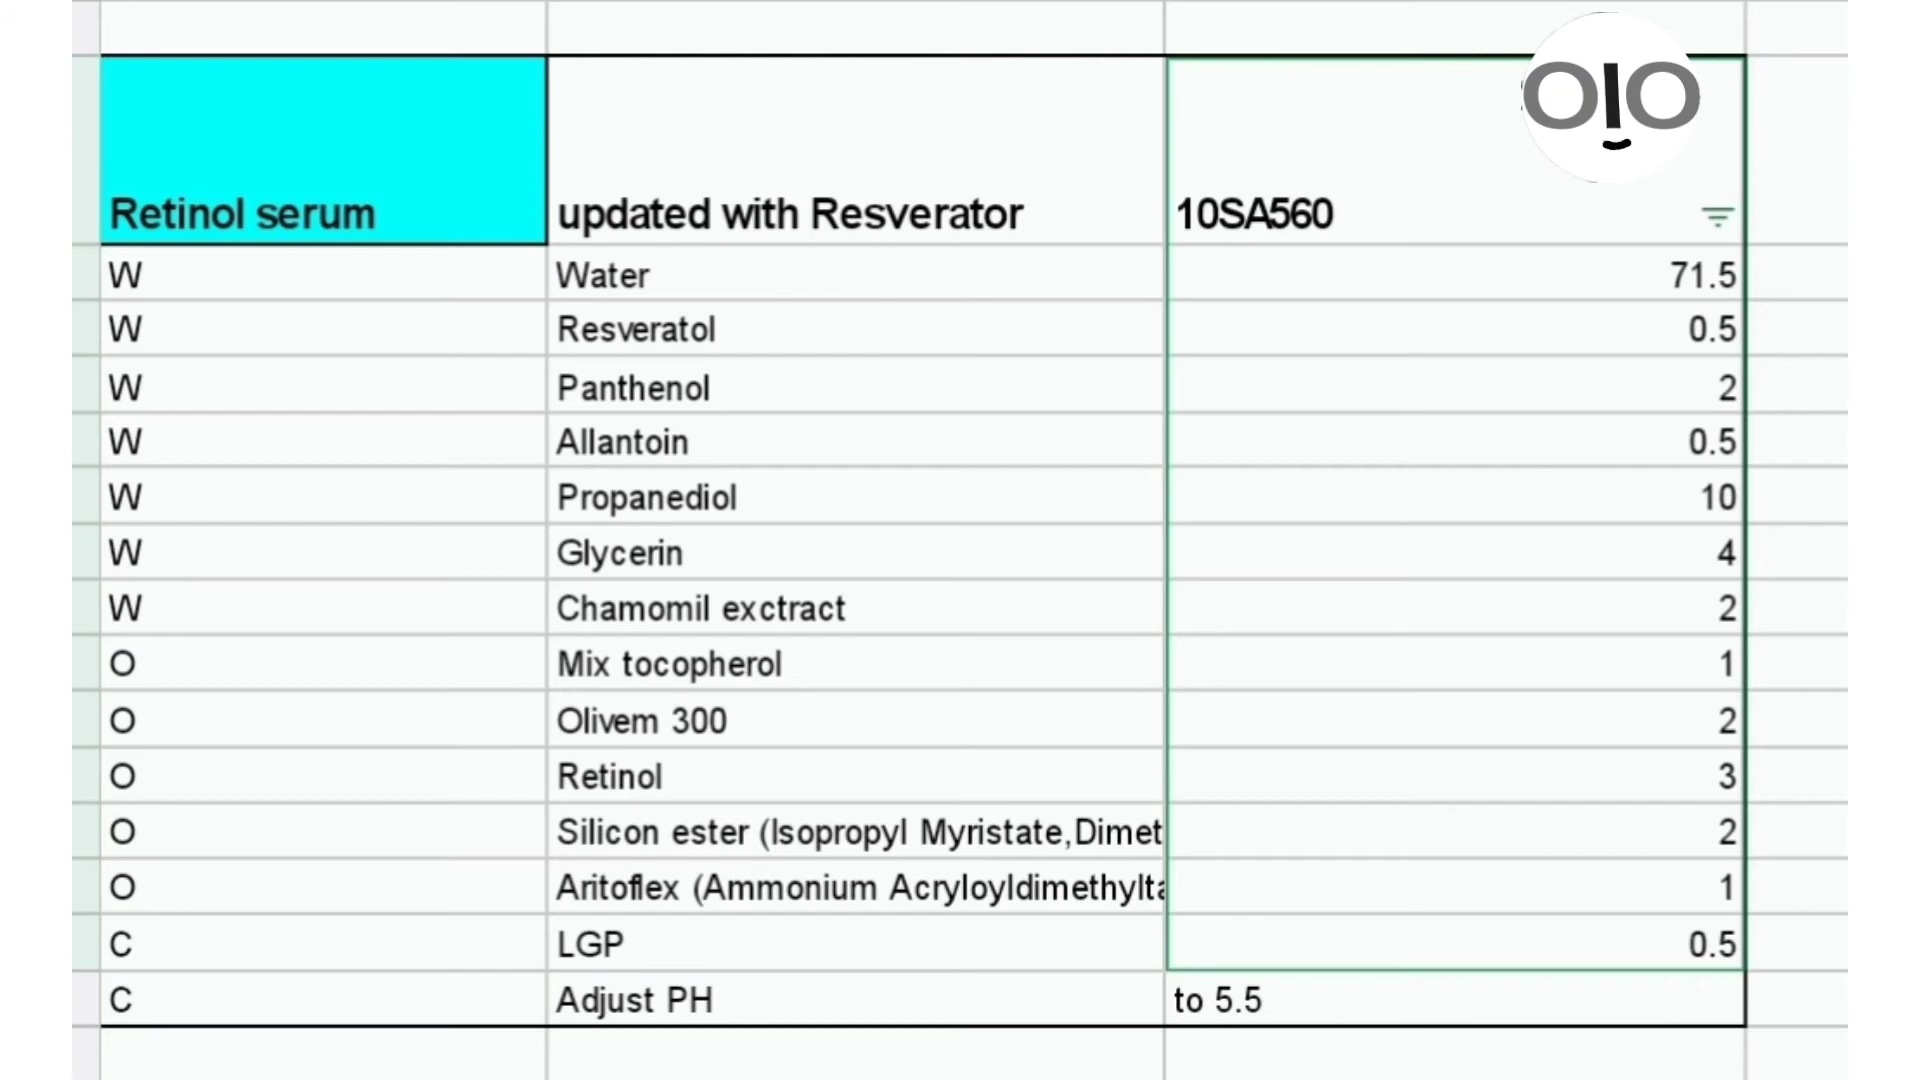 OIO
Retinol serum updated with Resverator 10SA560
W Water 71.5
W Resveratol 0.5
W Panthenol 2
W Allantoin 0.5
W Propanediol 10
W Glycerin 4
W Chamomil exctract 2
O Mix tocopherol 1
O Olivem 300 2
O Retinol 3
O Silicon ester (Isopropyl Myristate,Dimet 2
O Aritoflex (Ammonium Acryloyldimethylta 1
C LGP 0.5
C Adjust PH to 5.5